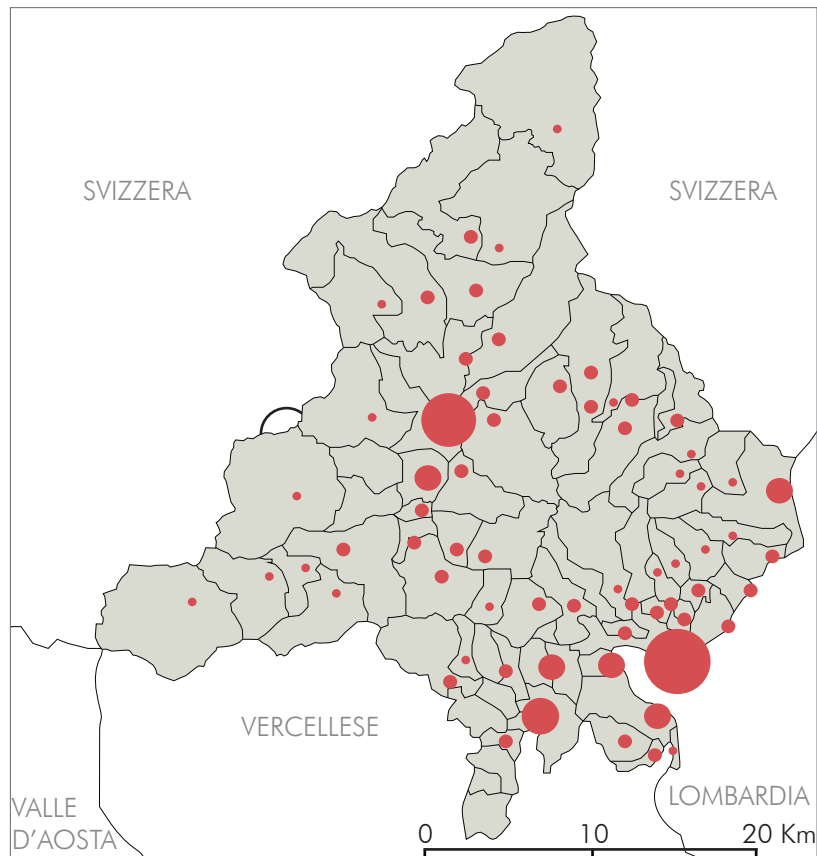 SVIZZERA
SVIZZERA
VERCELLESE
VALLE
D'AOSTA
LOMBARDIA
0 10 20 Km